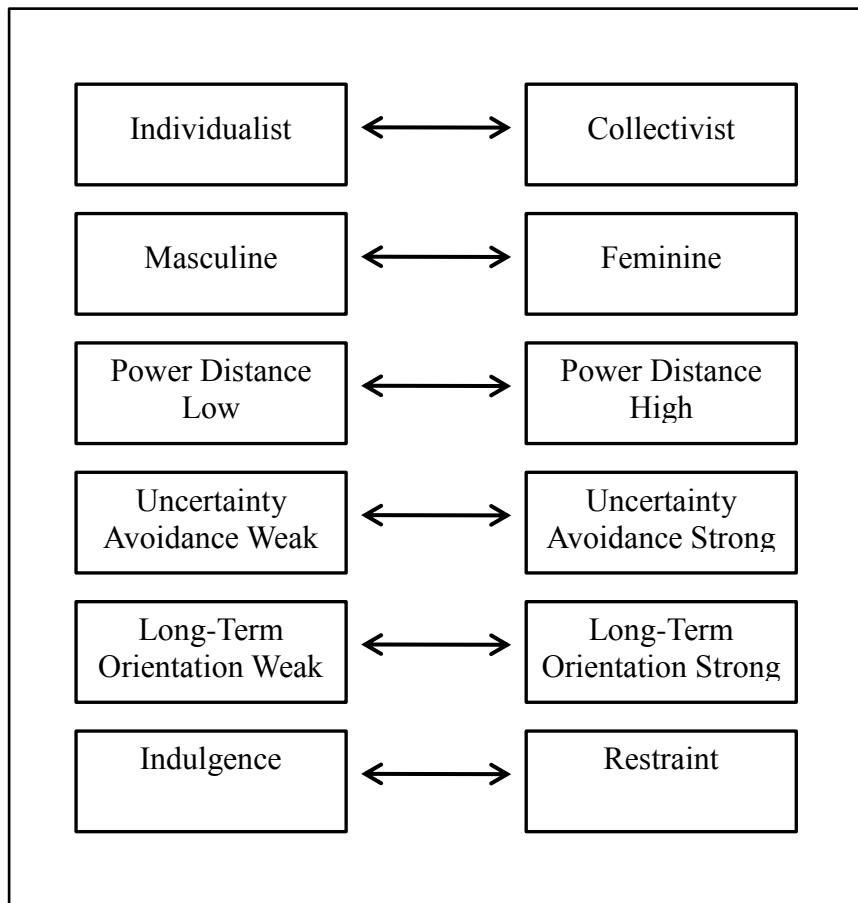 Individualist
Collectivist
Masculine
Feminine
Power Distance
Low
Power Distance
High
Uncertainty
Avoidance Weak
Uncertainty
Avoidance Strong
Long-Term
Orientation Weak
Long-Term
Orientation Strong
Indulgence
Restraint